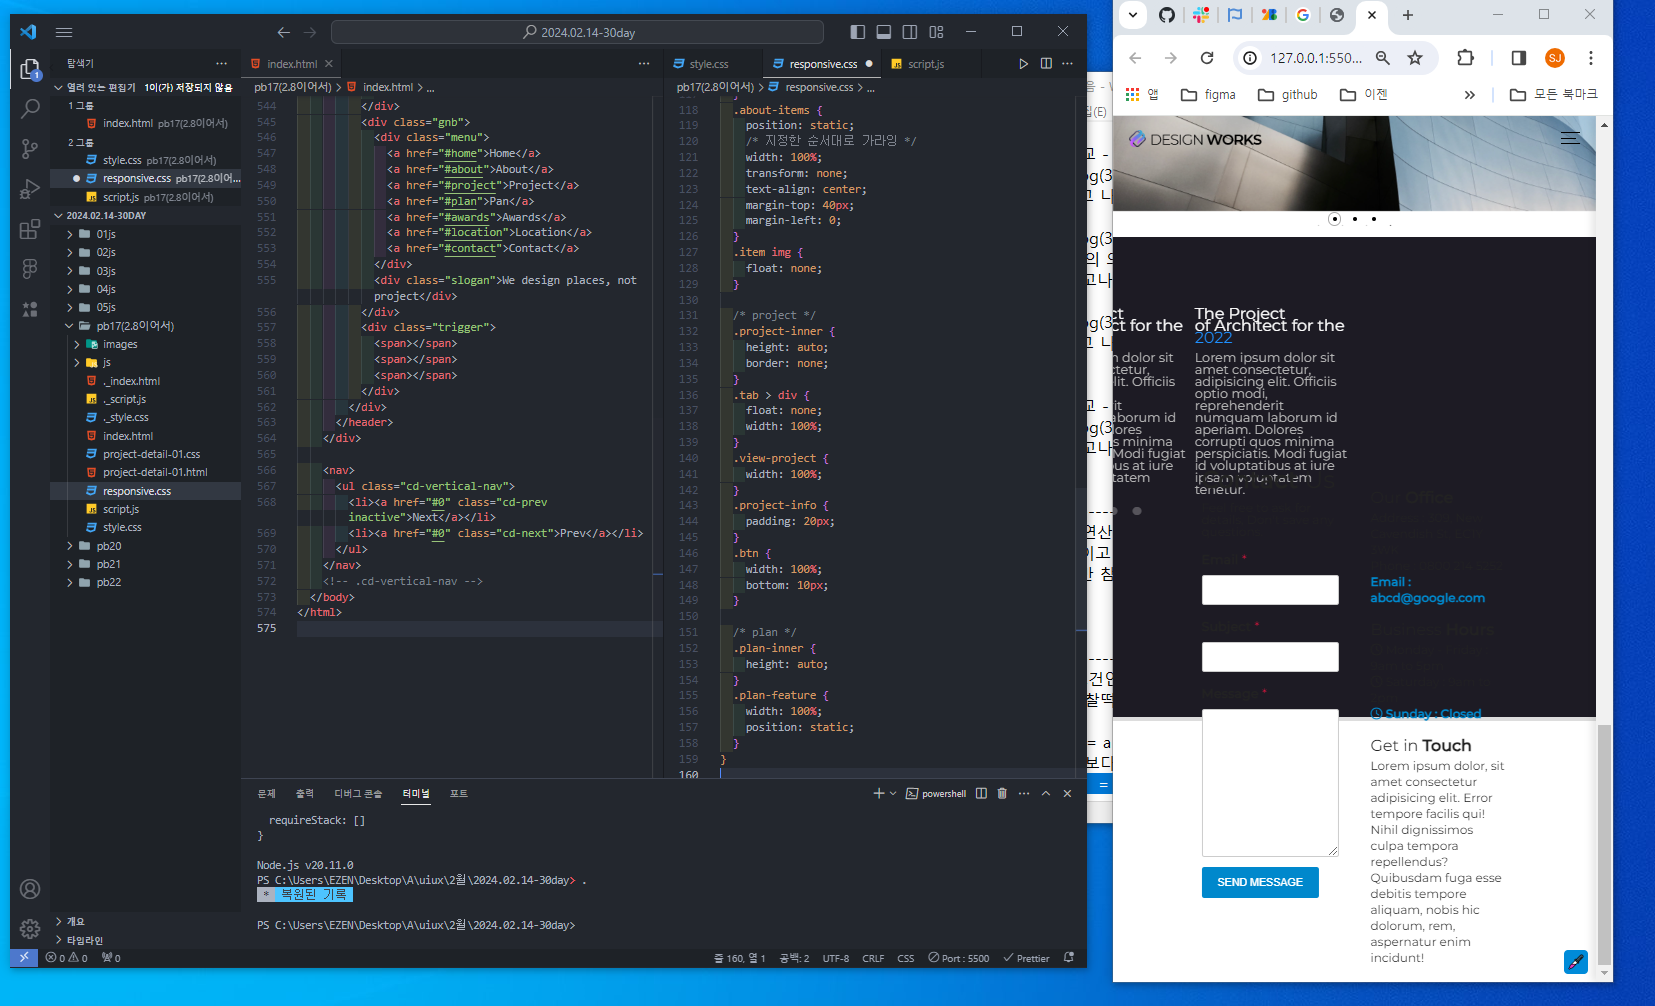 2024.02.14-30day
탐색기
열려 있는 편집기 1이(가) 저장되지 않음
1 그룹
index.html pb17(2.8이어서)
2 그룹
style.css pb17(2.8이어서)
responsive.css pb17(2.8이어...
script.js pb17(2.8이어서)
2024.02.14-30DAY
01js
02js
03js
04js
05js
pb17(2.8이어서)
images
js
._index.html
._script.js
._style.css
index.html
project-detail-01.css
project-detail-01.html
responsive.css
script.js
style.css
pb20
pb21
pb22
개요
타임라인
index.html
pb17(2.8이어서) > index.html > ...
544 </div>
545 <div class="gnb">
546 <div class="menu">
547 <a href="#home">Home</a>
548 <a href="#about">About</a>
549 <a href="#project">Project</a>
550 <a href="#plan">Pan</a>
551 <a href="#awards">Awards</a>
552 <a href="#location">Location</a>
553 <a href="#contact">Contact</a>
554 </div>
555 <div class="slogan">We design places, not
project</div>
556 </div>
557 <div class="trigger">
558 <span></span>
559 <span></span>
560 <span></span>
561 </div>
562 </div>
563 </header>
564 </div>
565
566 <nav>
567 <ul class="cd-vertical-nav">
568 <li><a href="#0" class="cd-prev
inactive">Next</a></li>
569 <li><a href="#0" class="cd-next">Prev</a></li>
570 </ul>
571 </nav>
572 <!-- .cd-vertical-nav -->
573 </body>
574 </html>
575
style.css
responsive.css
script.js
pb17(2.8이어서) > responsive.css > ...
118 .about-items {
119 position: static;
120 /* 지정한 순서대로 가라잉 */
121 width: 100%;
122 transform: none;
123 text-align: center;
124 margin-top: 40px;
125 margin-left: 0;
126 }
127 .item img {
128 float: none;
129 }
130
131 /* project */
132 .project-inner {
133 height: auto;
134 border: none;
135 }
136 .tab > div {
137 float: none;
138 width: 100%;
139 }
140 .view-project {
141 width: 100%;
142 }
143 .project-info {
144 padding: 20px;
145 }
146 .btn {
147 width: 100%;
148 bottom: 10px;
149 }
150
151 /* plan */
152 .plan-inner {
153 height: auto;
154 }
155 .plan-feature {
156 width: 100%;
157 position: static;
158 }
159 }
160
문제 출력 디버그 콘솔 터미널 포트
powershell
requireStack: []
}
Node.js v20.11.0
PS C:\Users\EZEN\Desktop\A\uiux\2월\2024.02.14-30day> .
* 복원된 기록
PS C:\Users\EZEN\Desktop\A\uiux\2월\2024.02.14-30day>
0 0 0
줄 160, 열 1 공백: 2 UTF-8 CRLF CSS Port : 5500 Prettier
127.0.0.1:550...
SJ
앱 figma github 이젠 모든 북마크
DESIGN WORKS
The Project
of Architect for the
2022
Lorem ipsum dolor sit
amet consectetur,
adipisicing elit. Officiis
optio modi,
reprehenderit
numquam laborum id
aperiam. Dolores
corrupti quos minima
perspiciatis. Modi fugiat
id voluptatibus at iure
ipsam voluptatem
tenetur.
ct for the
Office
Email :
abcd@google.com
Subject *
Business Hours
Message *
Sunday : Closed
Get in Touch
Lorem ipsum dolor, sit
amet consectetur
adipisicing elit. Error
tempore facilis qui!
Nihil dignissimos
culpa tempora
repellendus?
Quibusdam fuga esse
debitis tempore
aliquam, nobis hic
dolorum, rem,
aspernatur enim
incidunt!
SEND MESSAGE